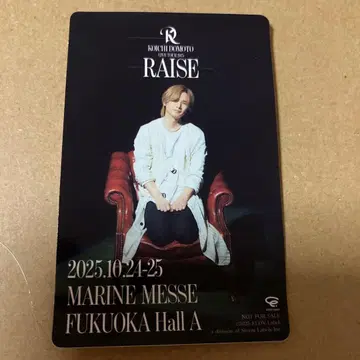 R
KOICHI DOMOTO
LIVE TOUR 2025
RAISE
2025.10.24-25
MARINE MESSE
FUKUOKA Hall A
NOT FOR SALE